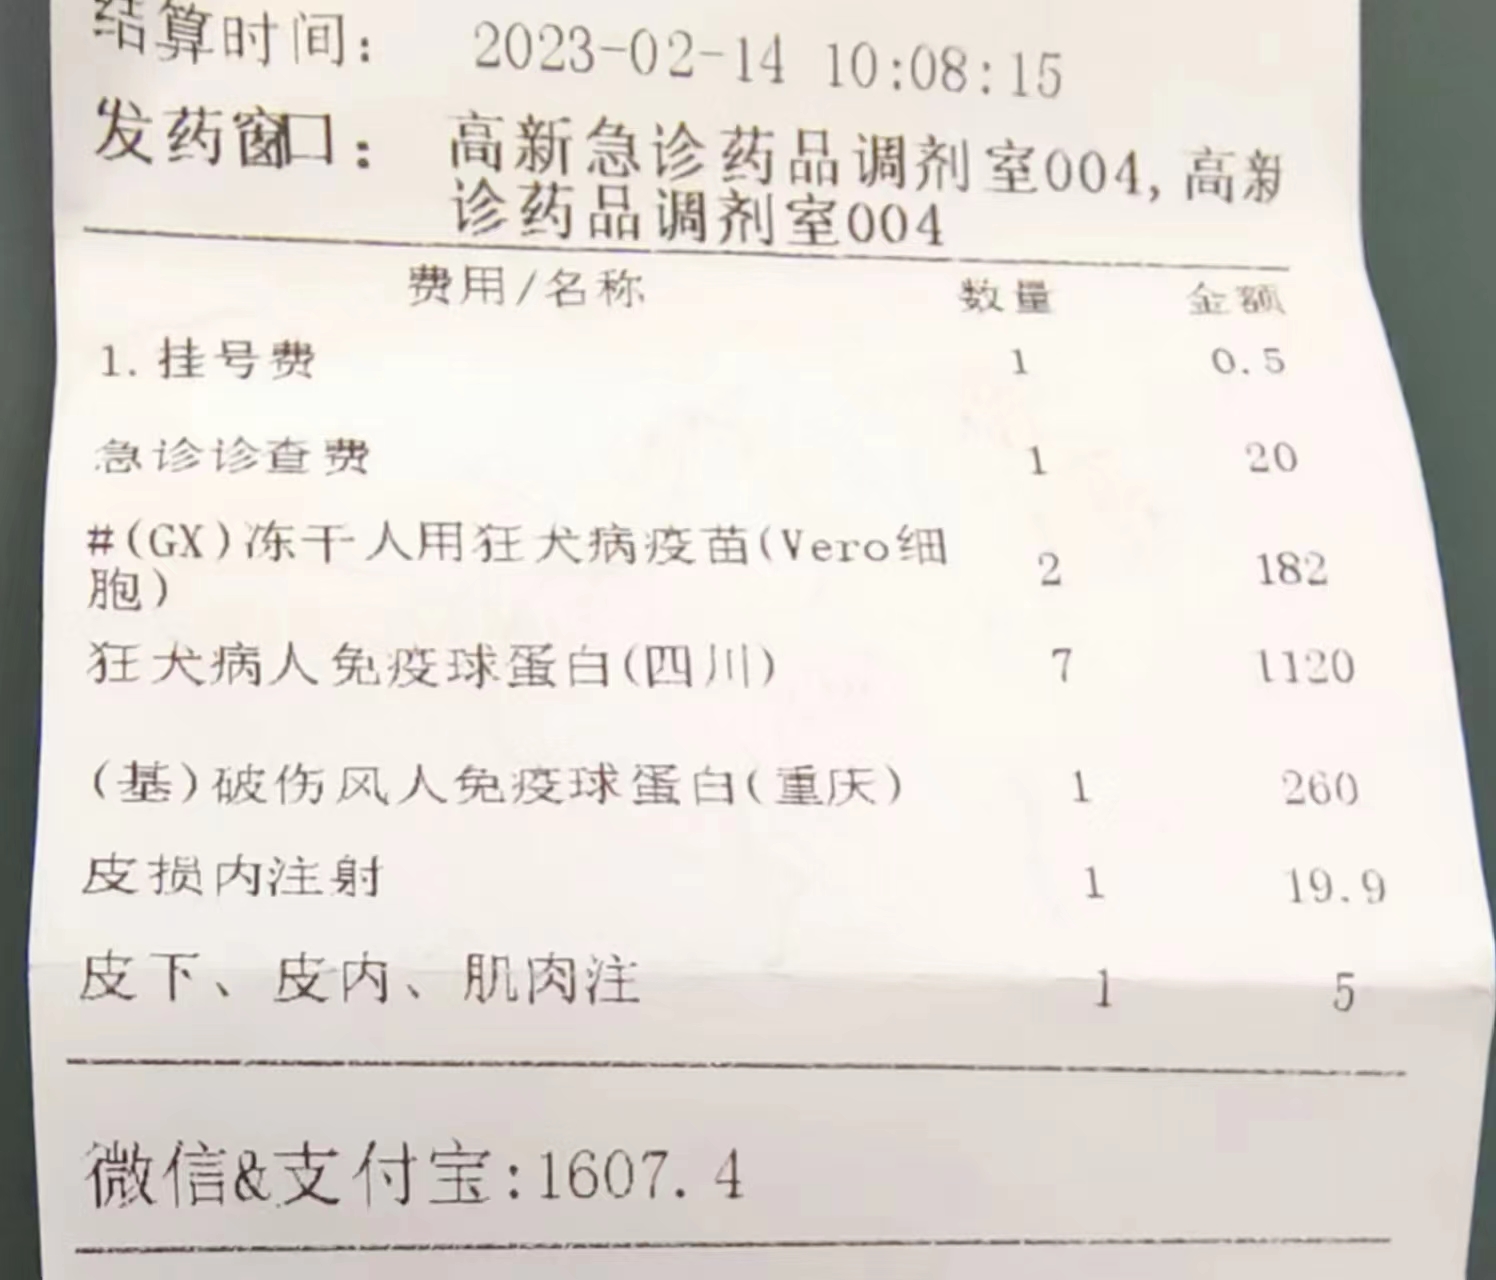 结算时间： 2023-02-14 10:08:15
发药窗口： 高新急诊药品调剂室004,高新
诊药品调剂室004
费用/名称 数量 金额
1.挂号费 1 0.5
急诊诊查费 1 20
#(GX)冻干人用狂犬病疫苗(Vero细
胞) 2 182
狂犬病人免疫球蛋白(四川) 7 1120
(基)破伤风人免疫球蛋白(重庆) 1 260
皮损内注射 1 19.9
皮下、皮内、肌肉注 1 5
微信&支付宝:1607.4